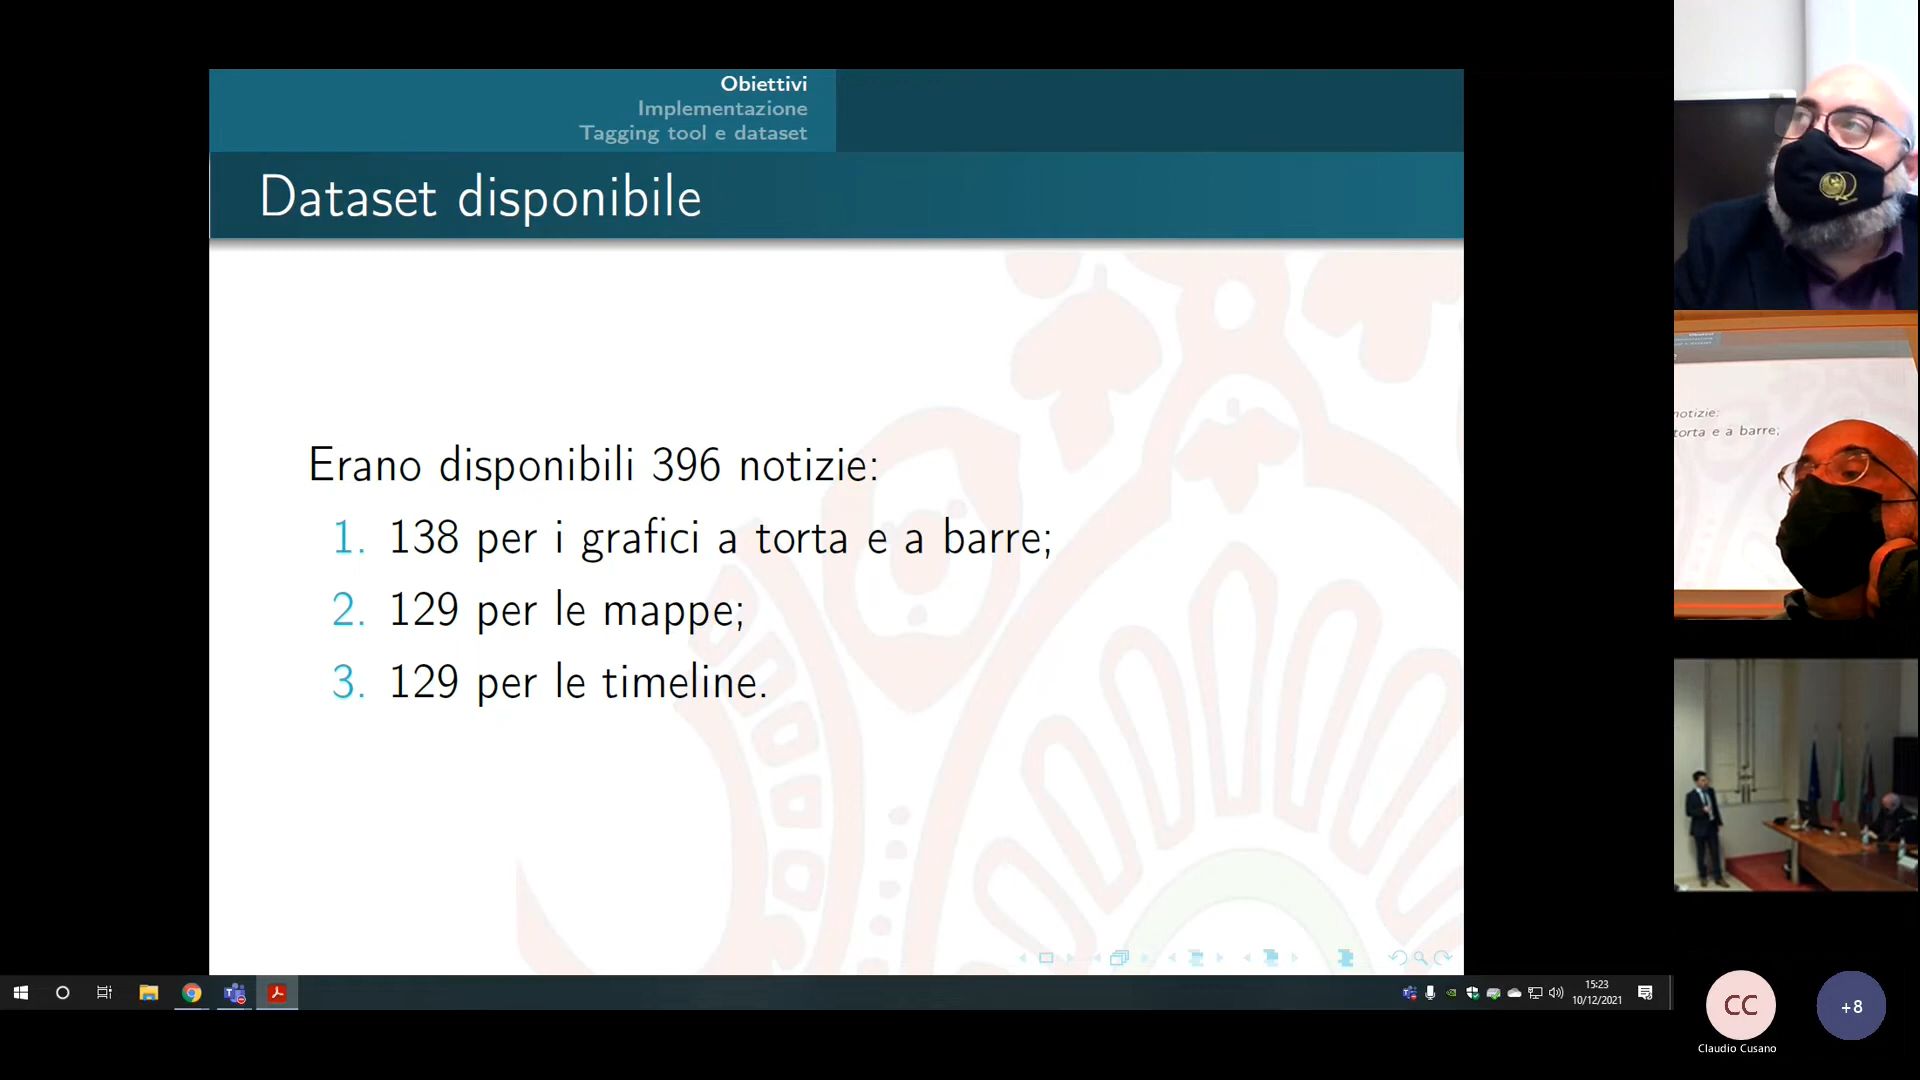 Obiettivi
Implementazione
Tagging tool e dataset
Dataset disponibile
Erano disponibili 396 notizie:
1. 138 per i grafici a torta e a barre;
2. 129 per le mappe;
3. 129 per le timeline.
notizie:
torta e a barre;
15:23
10/12/2021
CC
Claudio Cusano
+8